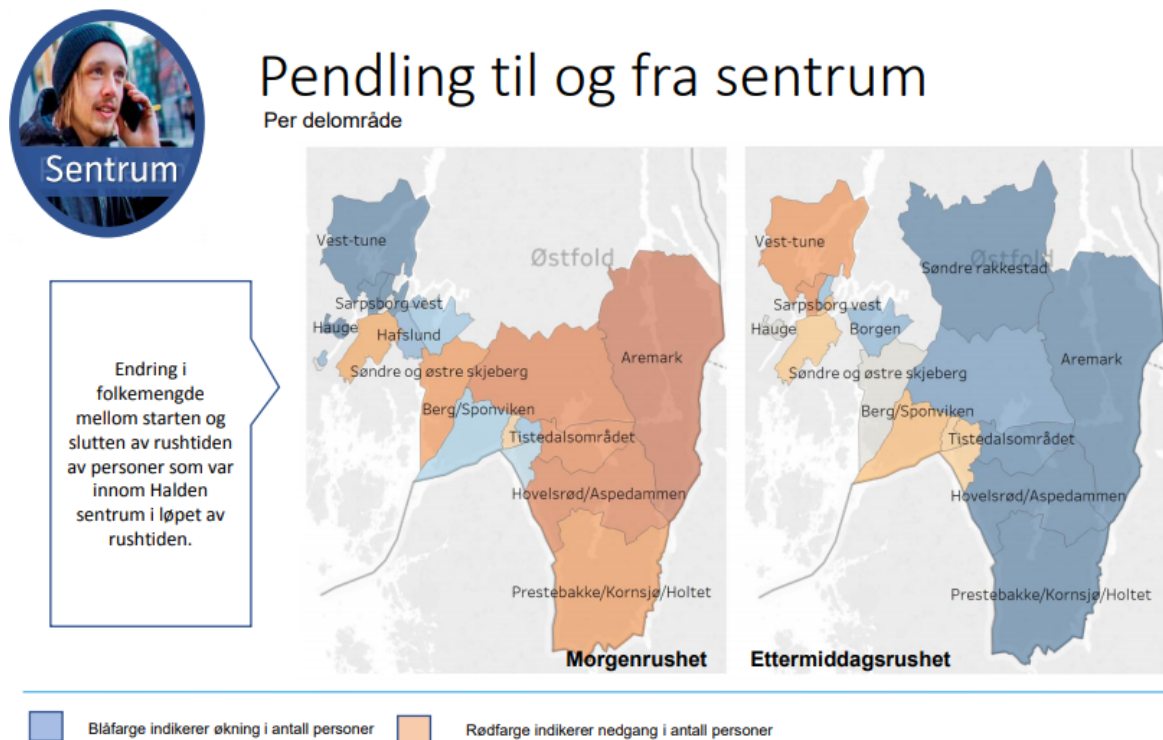 Pendling til og fra sentrum
Per delområde
Sentrum
Endring i
folkemengde
mellom starten og
slutten av rushtiden
av personer som var
innom Halden
sentrum i løpet av
rushtiden.
Vest-tune
Østfold
Sarpsborg vest
Hauge
Hafslund
Aremark
Søndre og østre skjeberg
Berg/Sponviken
Tistedalsområdet
Hovelsrød/Aspedammen
Prestebakke/Kornsjø/Holtet
Morgenrushet
Vest-tune
Østfold
Søndre rakkestad
Sarpsborg vest
Hauge
Borgen
Aremark
Søndre og østre skjeberg
Berg/Sponviken
Tistedalsområdet
Hovelsrød/Aspedammen
Prestebakke/Kornsjø/Holtet
Ettermiddagsrushet
Blåfarge indikerer økning i antall personer
Rødfarge indikerer nedgang i antall personer